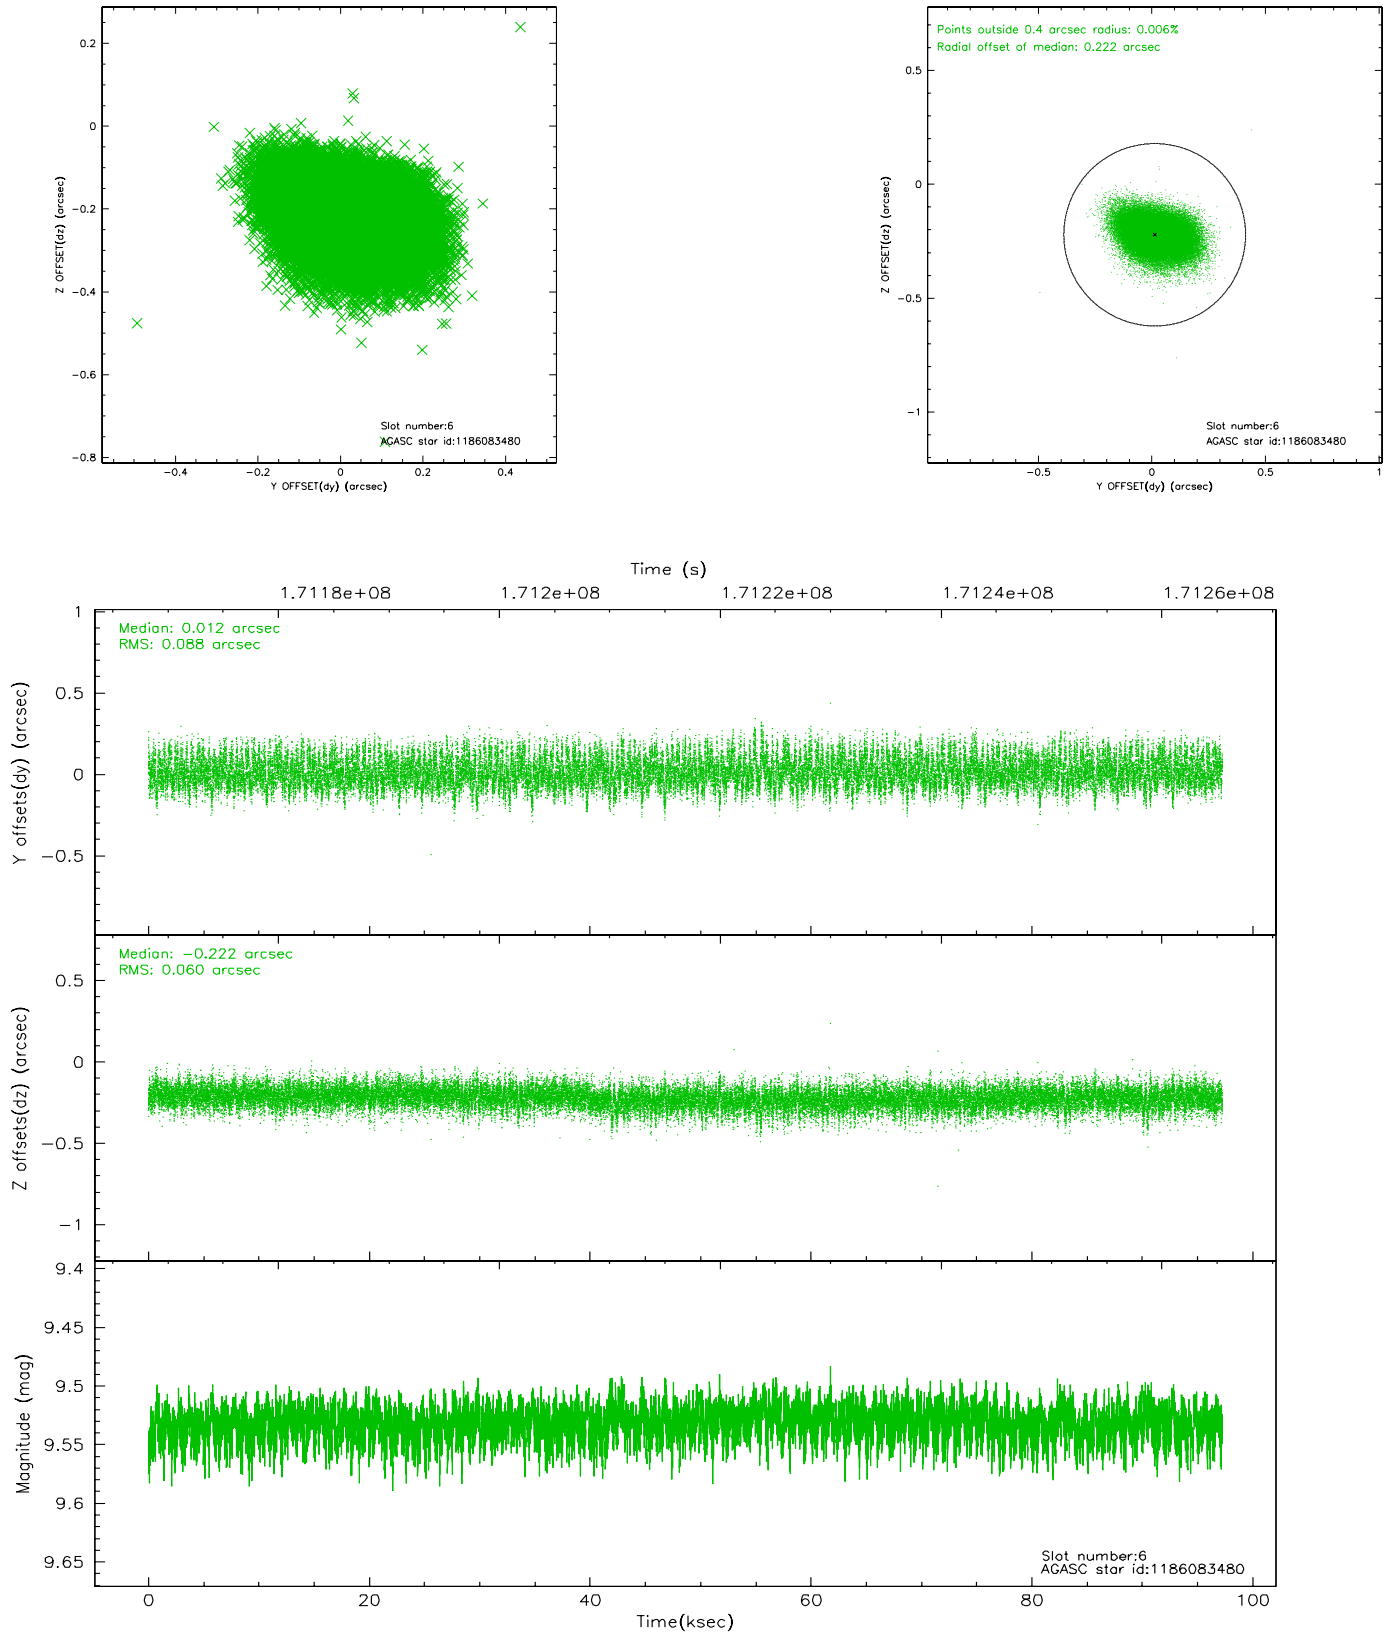 0.2
0
−0.2
−0.4
−0.6
−0.8
Z OFFSET(dz) (arcsec)
Slot number:6
AGASC star id:1186083480
−0.4
−0.2
0
0.2
0.4
Y OFFSET(dy) (arcsec)
Points outside 0.4 arcsec radius: 0.006%
Radial offset of median: 0.222 arcsec
0.5
0
−0.5
−1
Z OFFSET(dz) (arcsec)
Slot number:6
AGASC star id:1186083480
−0.5
0
0.5
1
Y OFFSET(dy) (arcsec)
Time (s)
1.7118e+08
1.712e+08
1.7122e+08
1.7124e+08
1.7126e+08
Median: 0.012 arcsec
RMS: 0.088 arcsec
1
0.5
0
−0.5
Y offsets(dy) (arcsec)
Median: −0.222 arcsec
RMS: 0.060 arcsec
0.5
0
−0.5
−1
Z offsets(dz) (arcsec)
9.4
9.45
9.5
9.55
9.6
9.65
Magnitude (mag)
Slot number:6
AGASC star id:1186083480
0
20
40
60
80
100
Time(ksec)